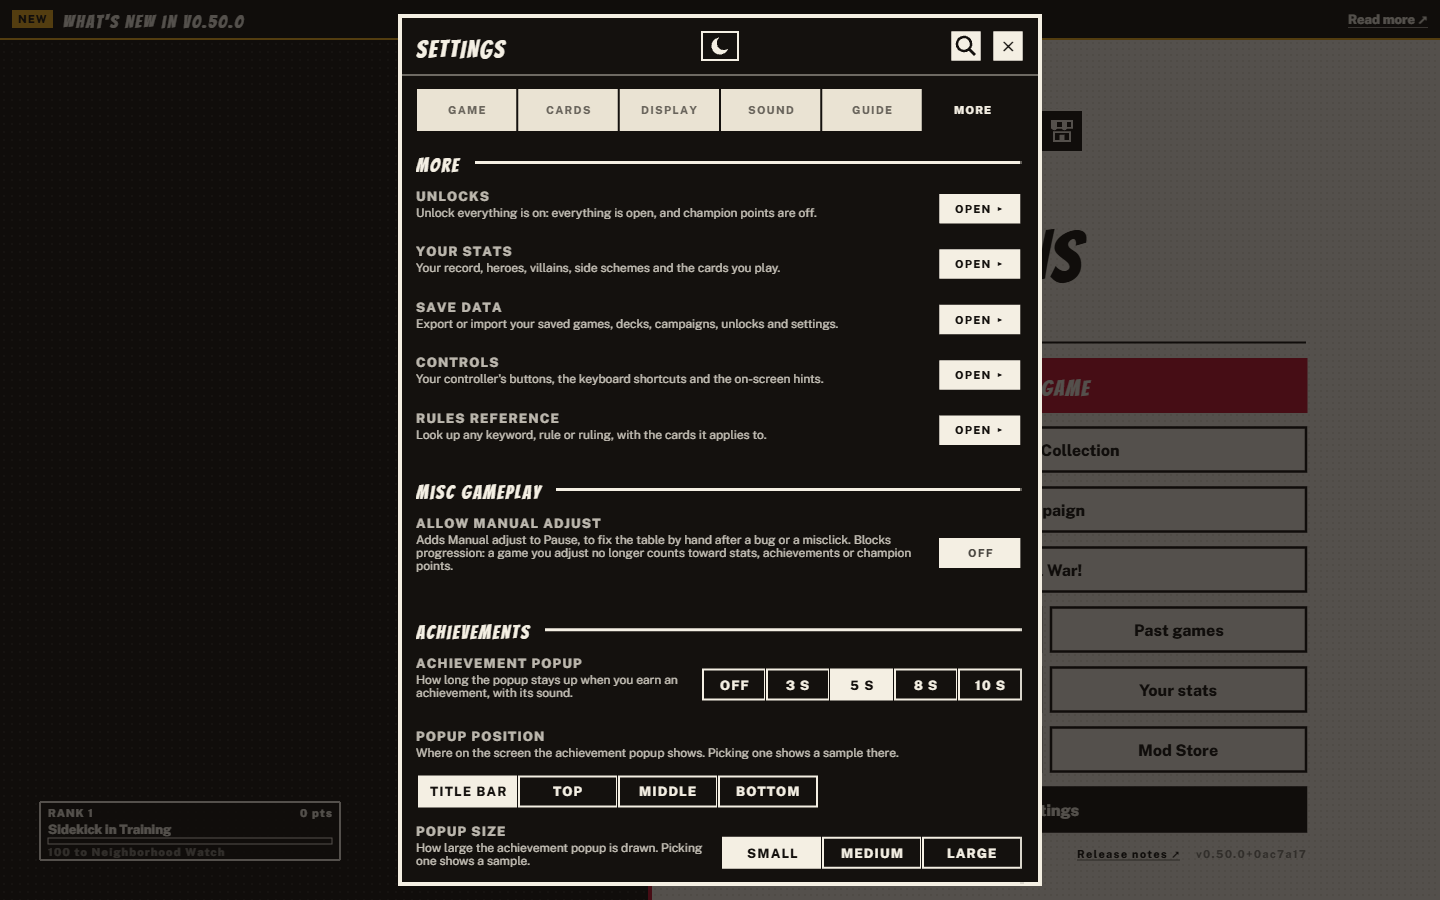 NEW WHAT'S NEW IN V0.50.0
Read more ↗
SETTINGS
GAME CARDS DISPLAY SOUND GUIDE MORE
MORE
UNLOCKS
Unlock everything is on: everything is open, and champion points are off.
OPEN ▸
YOUR STATS
Your record, heroes, villains, side schemes and the cards you play.
OPEN ▸
SAVE DATA
Export or import your saved games, decks, campaigns, unlocks and settings.
OPEN ▸
CONTROLS
Your controller's buttons, the keyboard shortcuts and the on-screen hints.
OPEN ▸
RULES REFERENCE
Look up any keyword, rule or ruling, with the cards it applies to.
OPEN ▸
MISC GAMEPLAY
ALLOW MANUAL ADJUST
Adds Manual adjust to Pause, to fix the table by hand after a bug or a misclick. Blocks
progression: a game you adjust no longer counts toward stats, achievements or champion
points.
OFF
ACHIEVEMENTS
ACHIEVEMENT POPUP
How long the popup stays up when you earn an
achievement, with its sound.
OFF 3 S 5 S 8 S 10 S
POPUP POSITION
Where on the screen the achievement popup shows. Picking one shows a sample there.
TITLE BAR TOP MIDDLE BOTTOM
POPUP SIZE
How large the achievement popup is drawn. Picking
one shows a sample.
SMALL MEDIUM LARGE
RANK 1 0 pts
Sidekick in Training
100 to Neighborhood Watch
GAME
Collection
War!
Past games
Your stats
Mod Store
Release notes ↗ v0.50.0+0ac7a17